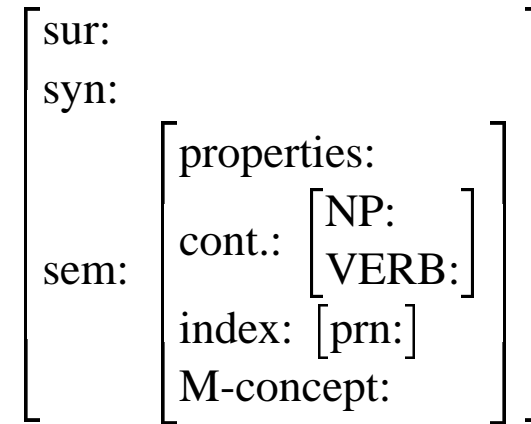 sur:
syn:
properties:
NP:
cont.:
VERB:
sem:
index: [prn:]
M-concept: